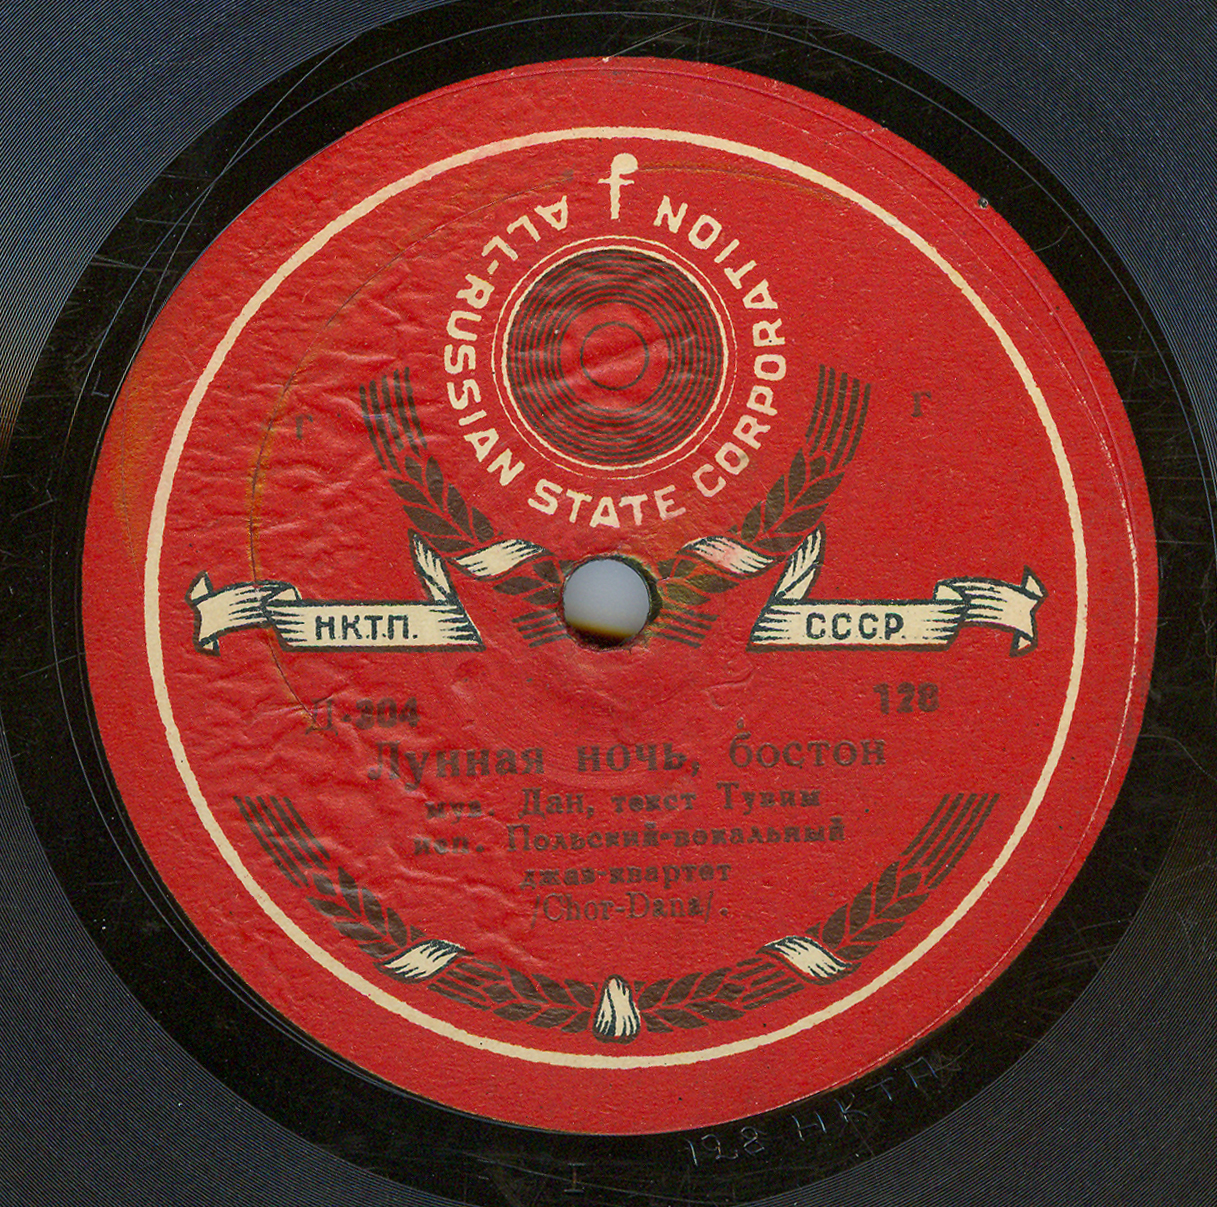 ALL-RUSSIAN STATE CORPORATION
Г Г
Н.К.Т.П. СССР.
Д-304 128
Лунная ночь, бостон
муз. Дан, текст Тувим
исп. Польский-вокальный
джаз-квартет
/Chor-Dana/.
128 НКТП
I